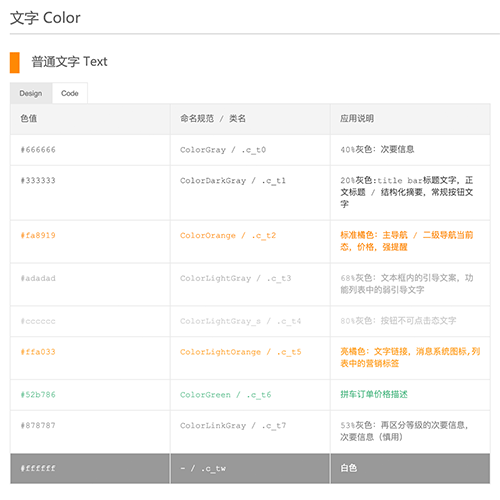 文字 Color
普通文字 Text
Design Code
色值 命名规范 / 类名 应用说明
#666666 ColorGray / .c_t0 40%灰色：次要信息
#333333 ColorDarkGray / .c_t1 20%灰色:title bar标题文字，正
文标题 / 结构化摘要，常规按钮文
字
#fa8919 ColorOrange / .c_t2 标准橘色：主导航 / 二级导航当前
态，价格，强提醒
#adadad ColorLightGray / .c_t3 68%灰色：文本框内的引导文案，功
能列表中的弱引导文字
#cccccc ColorLightGray_s / .c_t4 80%灰色：按钮不可点击态文字
#ffa033 ColorLightOrange / .c_t5 亮橘色：文字链接，消息系统图标，列
表中的营销标签
#52b786 ColorGreen / .c_t6 拼车订单价格描述
#878787 ColorLinkGray / .c_t7 53%灰色：再区分等级的次要信息，
次要信息（慎用）
#ffffff - / .c_tw 白色